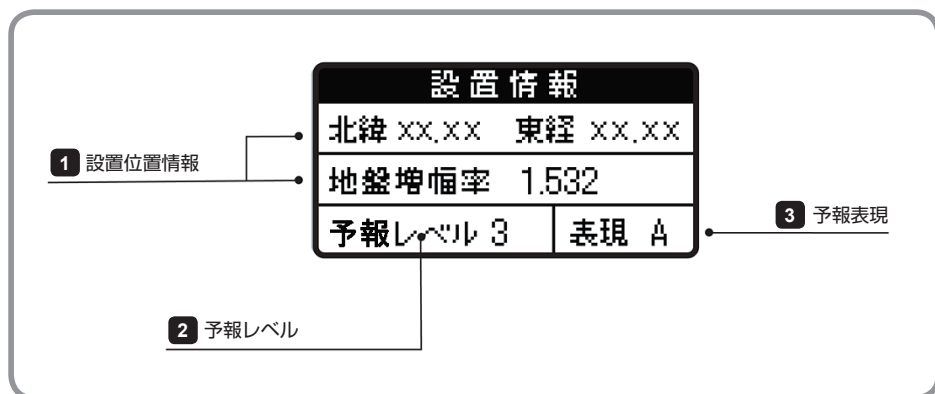 設置情報
北緯 xx.xx 東経 xx.xx
1 設置位置情報
地盤増幅率 1.532
3 予報表現
予報レベル 3 表現 A
2 予報レベル